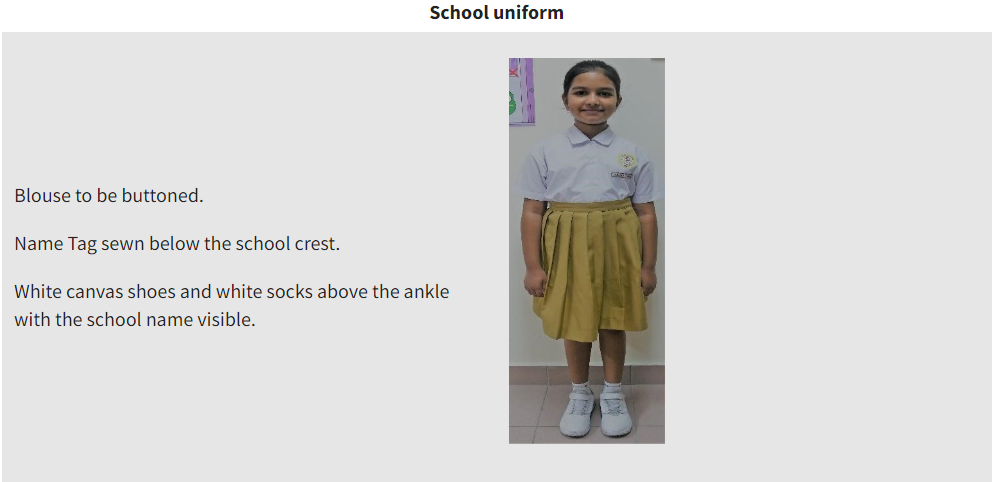 School uniform
Blouse to be buttoned.
Name Tag sewn below the school crest.
White canvas shoes and white socks above the ankle
with the school name visible.